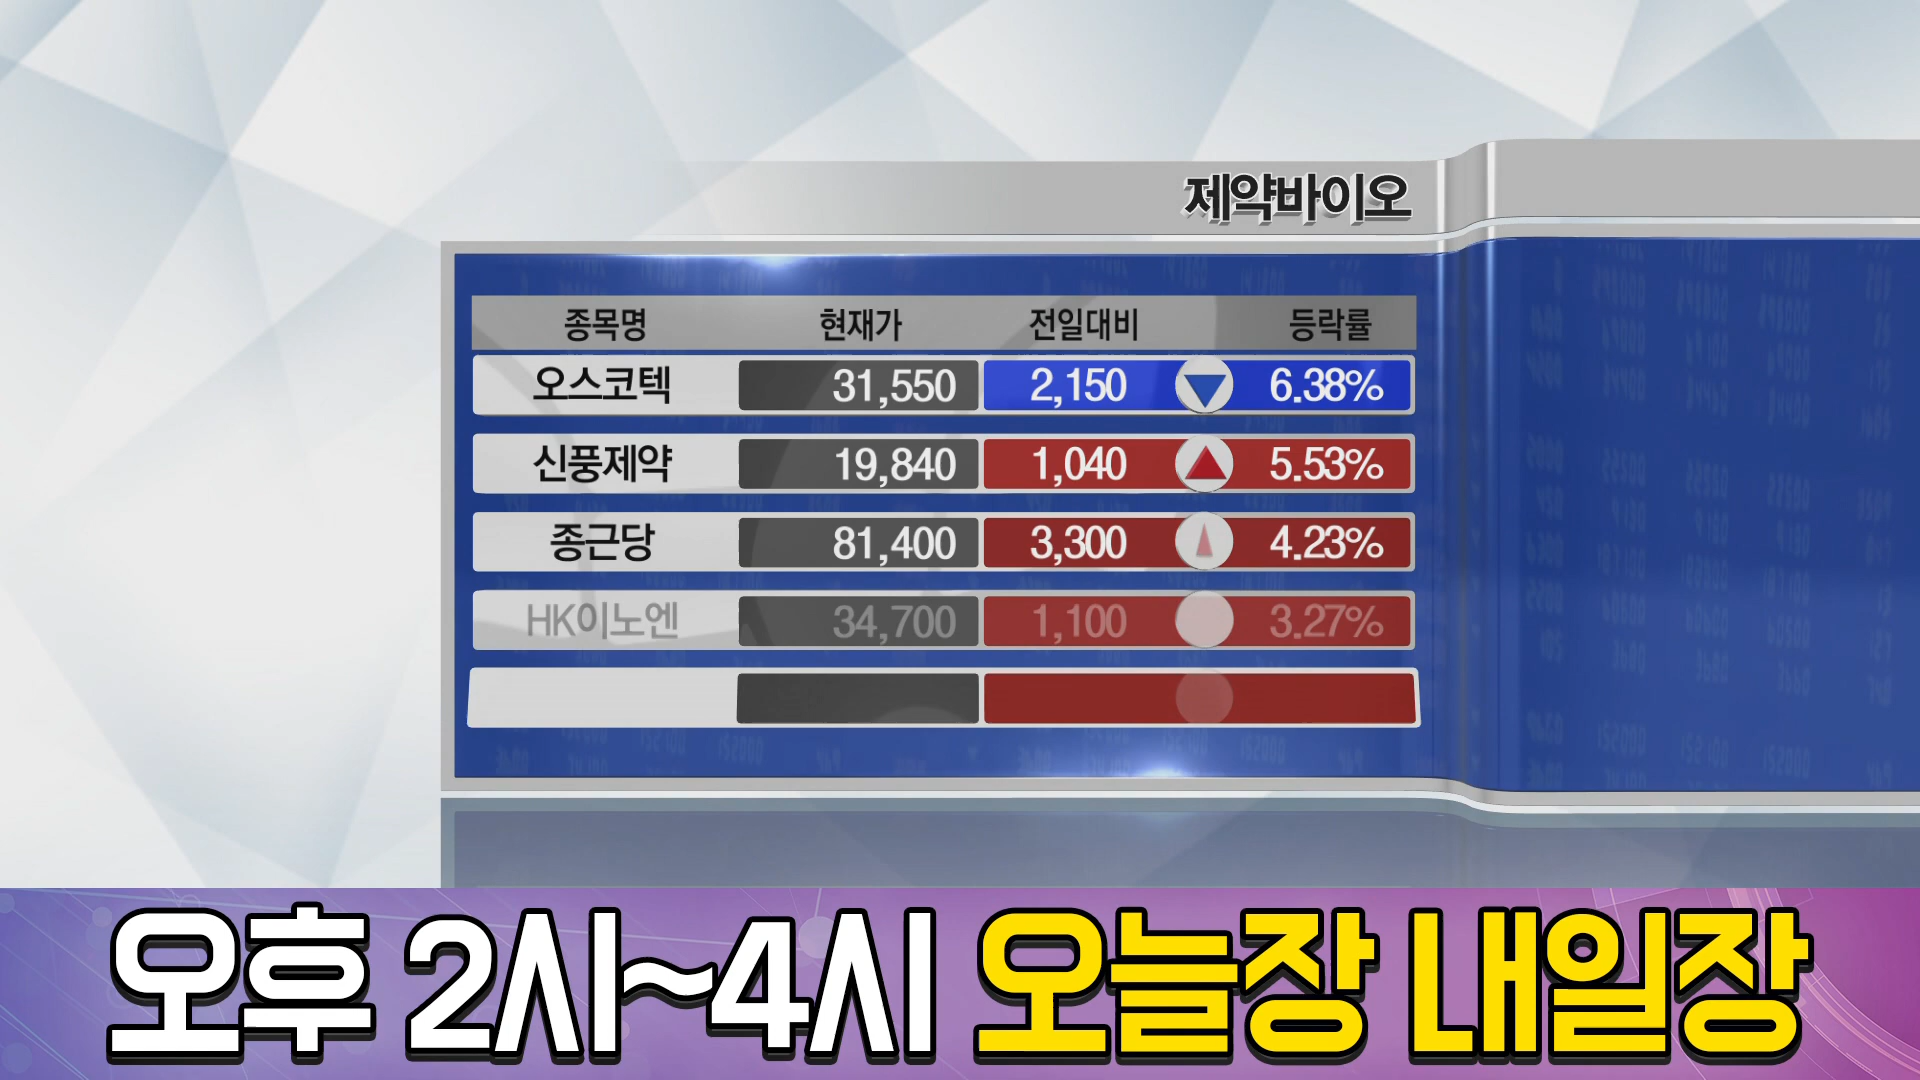 제약바이오
종목명 현재가 전일대비 등락률
오스코텍 31,550 2,150 ▼ 6.38%
신풍제약 19,840 1,040 ▲ 5.53%
종근당 81,400 3,300 ▲ 4.23%
HK이노엔 34,700 1,100 3.27%
오후 2시~4시 오늘장 내일장